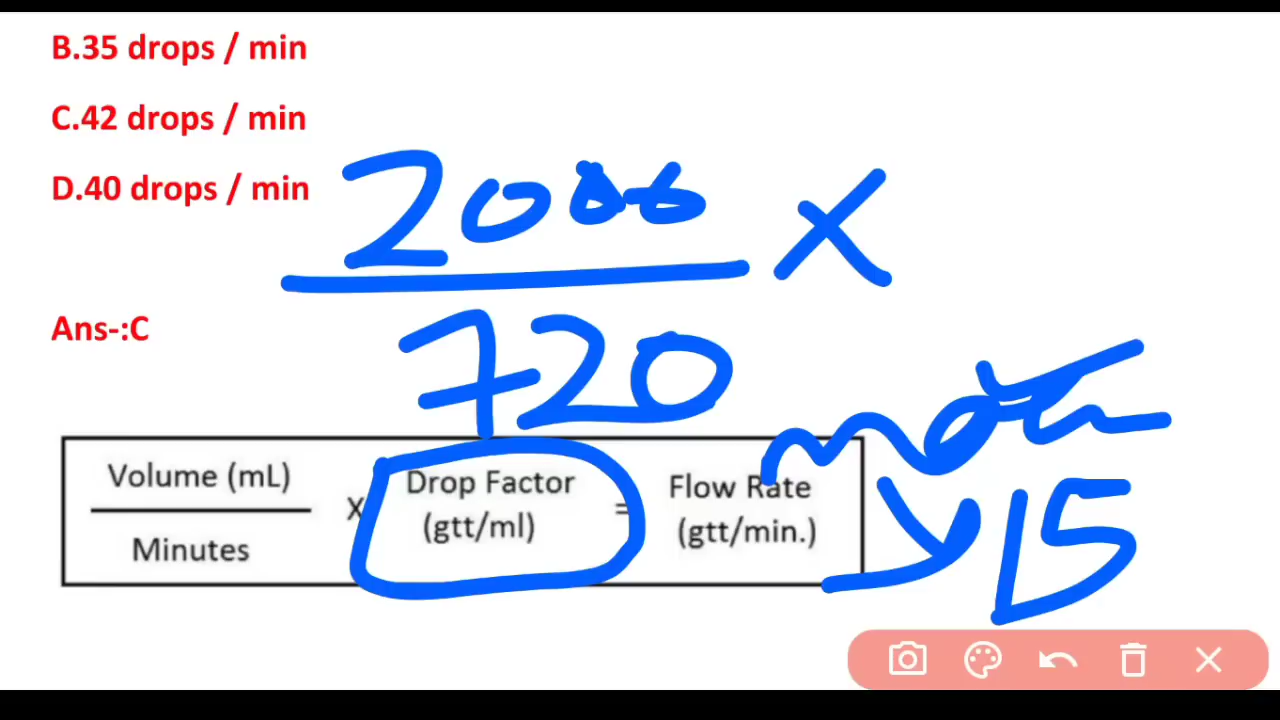 B.35 drops / min
C.42 drops / min
D.40 drops / min
2000 X
720
Ans-:C
Volume (mL)
Minutes
X
Drop Factor
(gtt/ml)
=
Flow Rate
(gtt/min.)
15